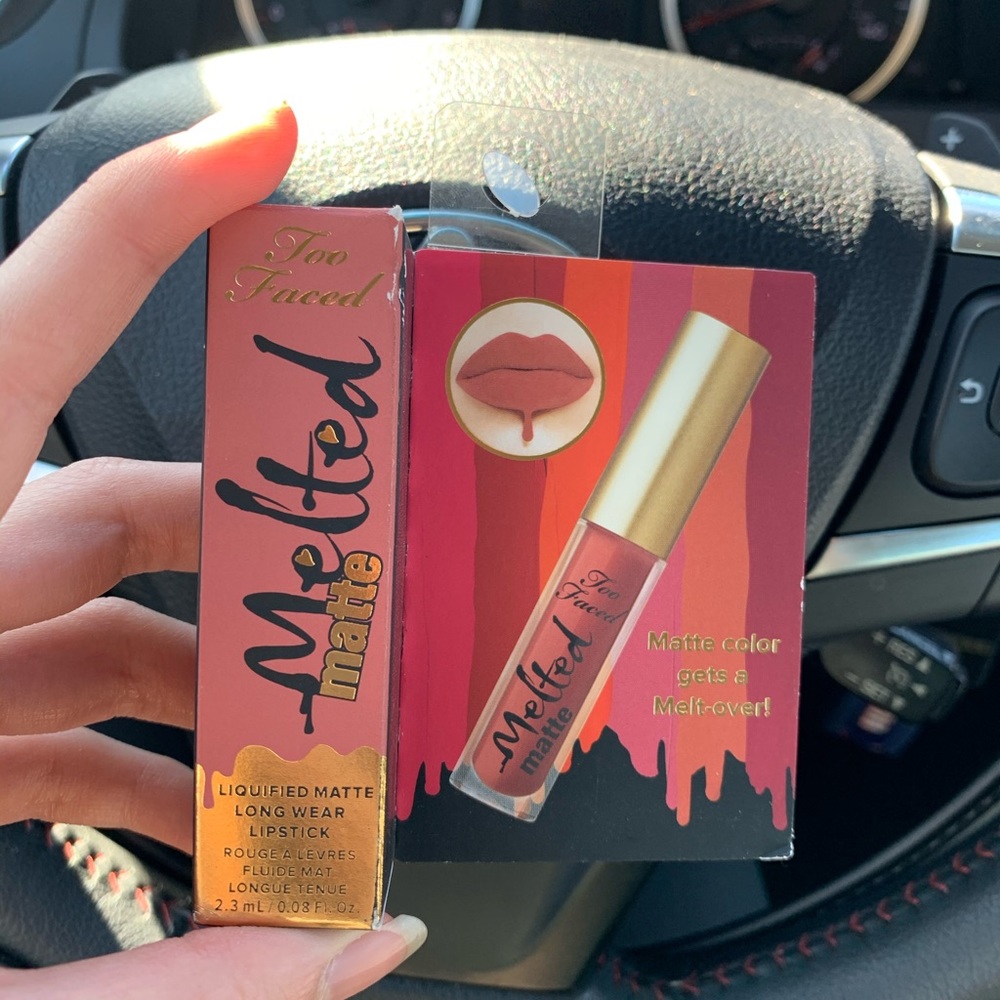 Too
Faced
Melted
matte
LIQUIFIED MATTE
LONG WEAR
LIPSTICK
ROUGE À LÈVRES
FLUIDE MAT
LONGUE TENUE
2.3 mL / 0.08 Fl. Oz.
Too
Faced
Melted
matte
Matte color
gets a
Melt-over!